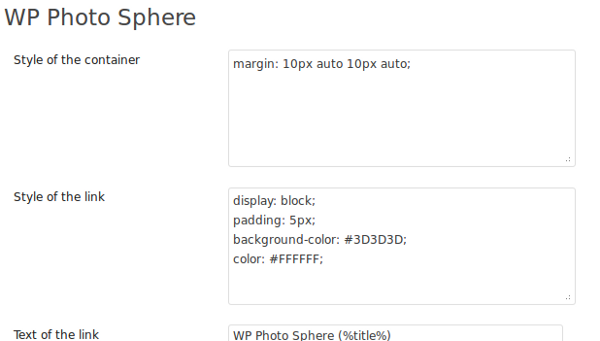 WP Photo Sphere
Style of the container
margin: 10px auto 10px auto;
Style of the link
display: block;
padding: 5px;
background-color: #3D3D3D;
color: #FFFFFF;
Text of the link
WP Photo Sphere (%title%)